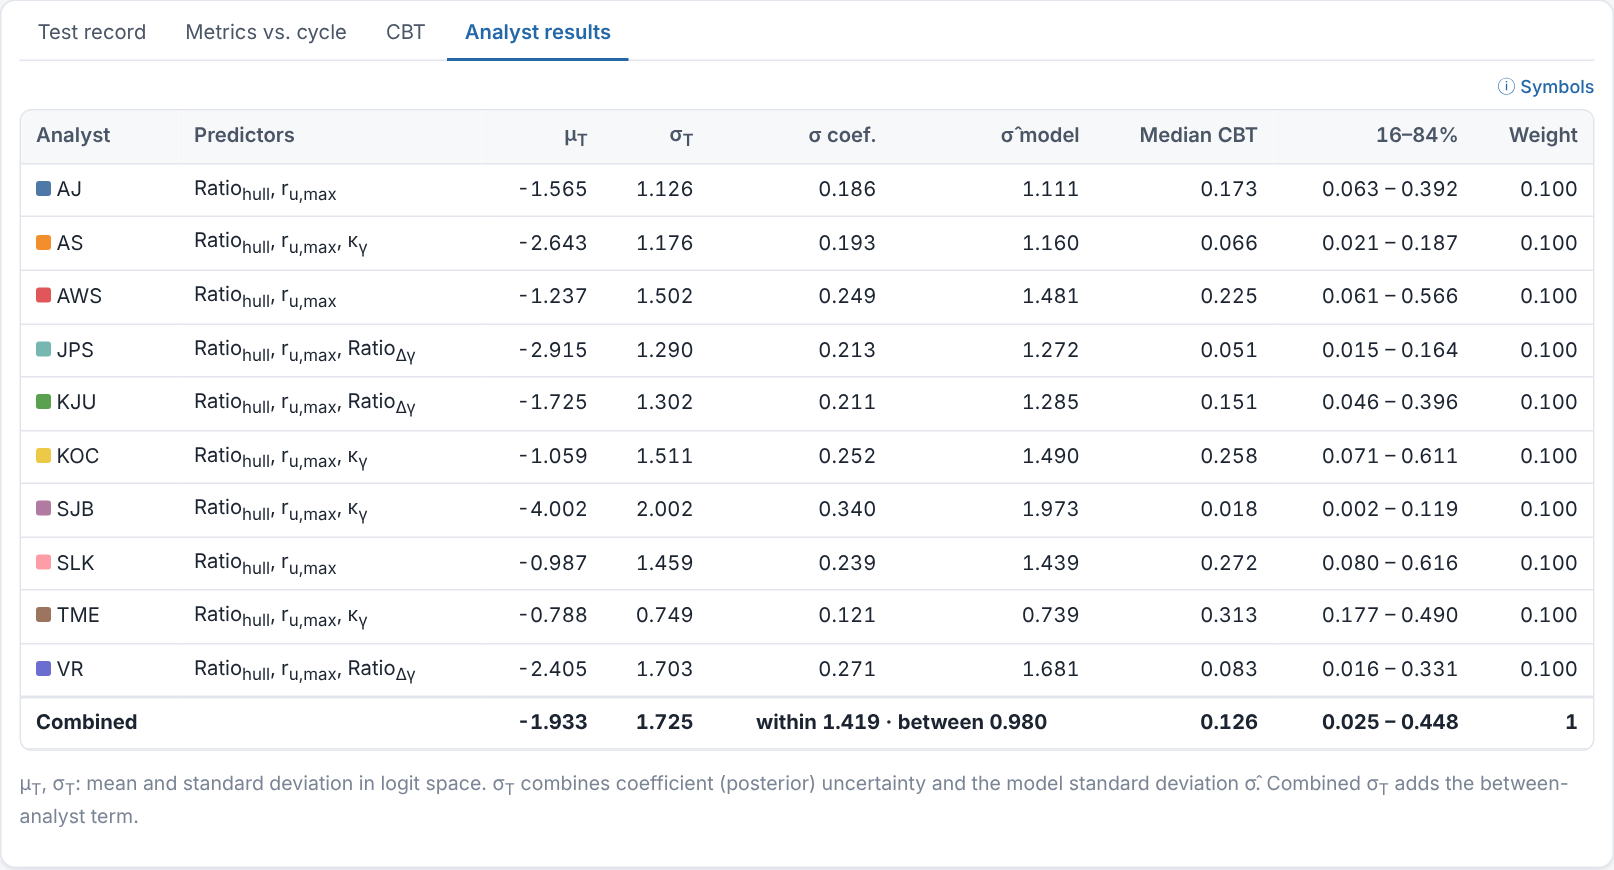 Test record Metrics vs. cycle CBT Analyst results
ⓘ Symbols
Analyst Predictors μT σT σ coef. σ̂ model Median CBT 16–84% Weight
AJ Ratiohull, ru,max -1.565 1.126 0.186 1.111 0.173 0.063 – 0.392 0.100
AS Ratiohull, ru,max, κγ -2.643 1.176 0.193 1.160 0.066 0.021 – 0.187 0.100
AWS Ratiohull, ru,max -1.237 1.502 0.249 1.481 0.225 0.061 – 0.566 0.100
JPS Ratiohull, ru,max, RatioΔγ -2.915 1.290 0.213 1.272 0.051 0.015 – 0.164 0.100
KJU Ratiohull, ru,max, RatioΔγ -1.725 1.302 0.211 1.285 0.151 0.046 – 0.396 0.100
KOC Ratiohull, ru,max, κγ -1.059 1.511 0.252 1.490 0.258 0.071 – 0.611 0.100
SJB Ratiohull, ru,max, κγ -4.002 2.002 0.340 1.973 0.018 0.002 – 0.119 0.100
SLK Ratiohull, ru,max -0.987 1.459 0.239 1.439 0.272 0.080 – 0.616 0.100
TME Ratiohull, ru,max, κγ -0.788 0.749 0.121 0.739 0.313 0.177 – 0.490 0.100
VR Ratiohull, ru,max, RatioΔγ -2.405 1.703 0.271 1.681 0.083 0.016 – 0.331 0.100
Combined -1.933 1.725 within 1.419 · between 0.980 0.126 0.025 – 0.448 1
μT, σT: mean and standard deviation in logit space. σT combines coefficient (posterior) uncertainty and the model standard deviation σ̂. Combined σT adds the between-
analyst term.